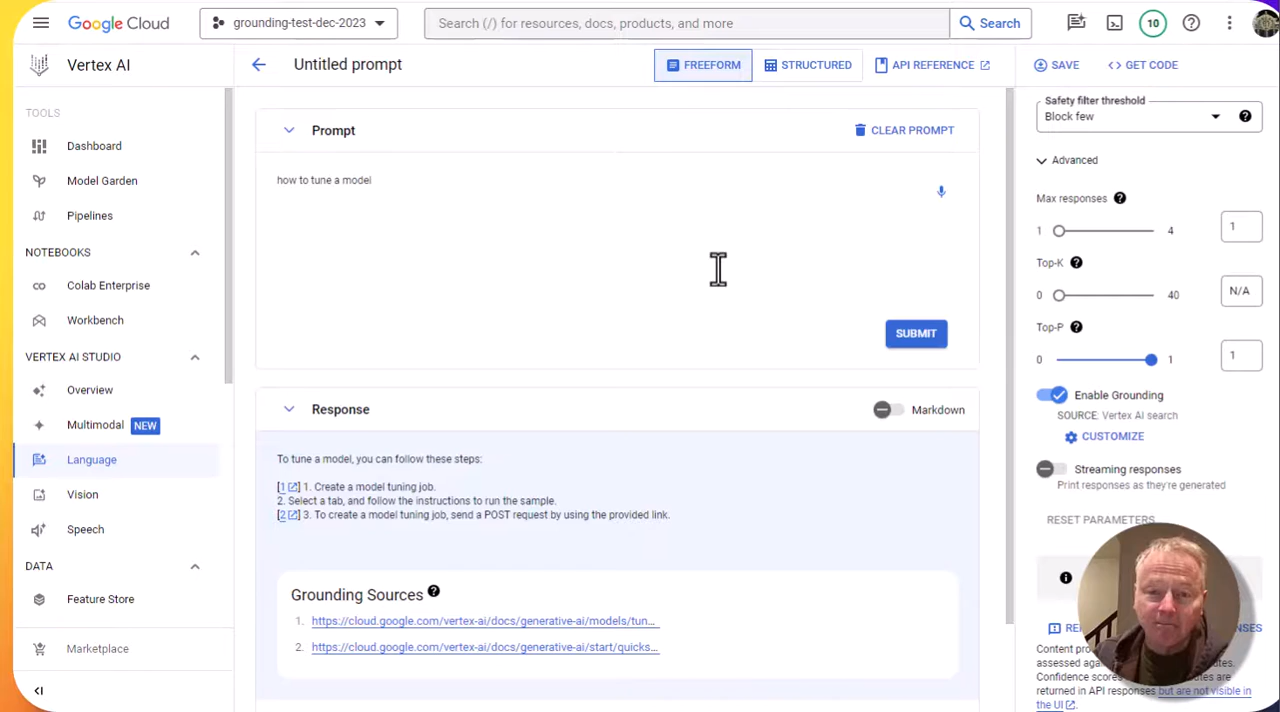 Google Cloud
grounding-test-dec-2023
Search (/) for resources, docs, products, and more
Search
10
Vertex AI
Untitled prompt
FREEFORM
STRUCTURED
API REFERENCE
SAVE
<> GET CODE
TOOLS
Dashboard
Model Garden
Pipelines
NOTEBOOKS
Colab Enterprise
Workbench
VERTEX AI STUDIO
Overview
Multimodal NEW
Language
Vision
Speech
DATA
Feature Store
Marketplace
Prompt
CLEAR PROMPT
how to tune a model
SUBMIT
Response
Markdown
To tune a model, you can follow these steps:
[1] 1. Create a model tuning job.
2. Select a tab, and follow the instructions to run the sample.
[2] 3. To create a model tuning job, send a POST request by using the provided link.
Grounding Sources
1. https://cloud.google.com/vertex-ai/docs/generative-ai/models/tun...
2. https://cloud.google.com/vertex-ai/docs/generative-ai/start/quicks...
Safety filter threshold
Block few
Advanced
Max responses
1 4 1
Top-K
0 40 N/A
Top-P
0 1 1
Enable Grounding
SOURCE: Vertex AI search
CUSTOMIZE
Streaming responses
Print responses as they're generated
RESET PARAMETERS
Content pro
assessed aga
Confidence scores
returned in API responses but are not visible in
the UI.